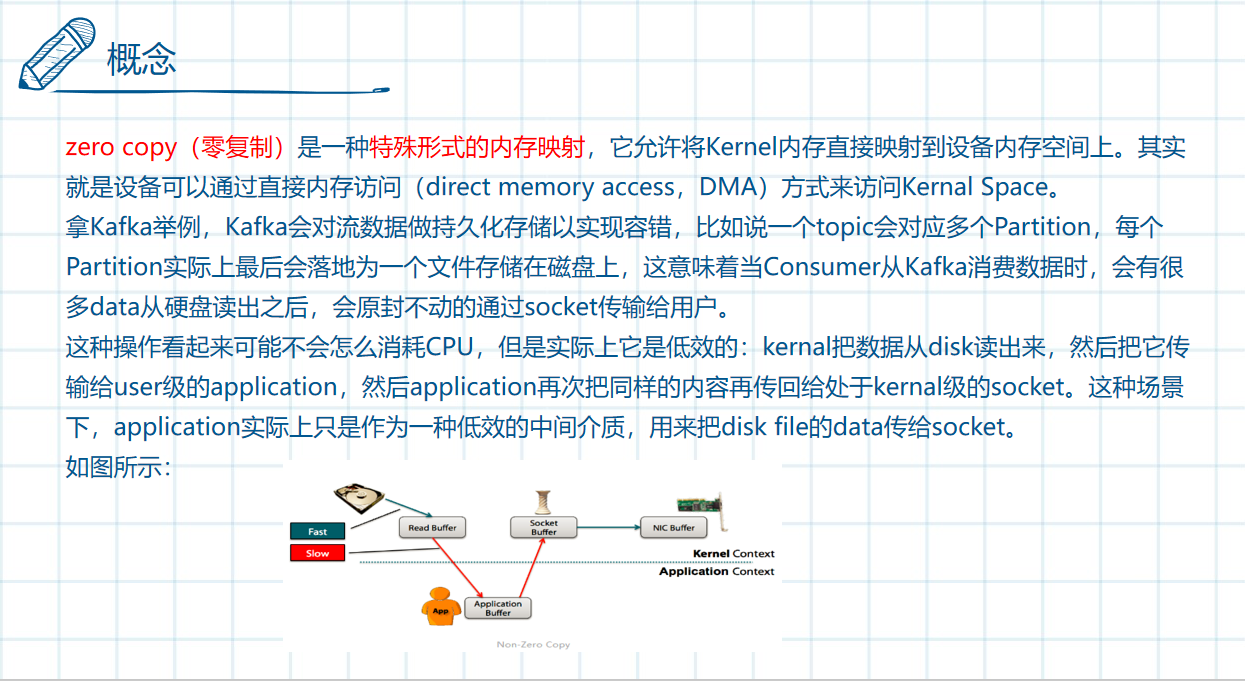 概念
zero copy（零复制）是一种特殊形式的内存映射，它允许将Kernel内存直接映射到设备内存空间上。其实
就是设备可以通过直接内存访问（direct memory access，DMA）方式来访问Kernal Space。
拿Kafka举例，Kafka会对流数据做持久化存储以实现容错，比如说一个topic会对应多个Partition，每个
Partition实际上最后会落地为一个文件存储在磁盘上，这意味着当Consumer从Kafka消费数据时，会有很
多data从硬盘读出之后，会原封不动的通过socket传输给用户。
这种操作看起来可能不会怎么消耗CPU，但是实际上它是低效的：kernal把数据从disk读出来，然后把它传
输给user级的application，然后application再次把同样的内容再传回给处于kernal级的socket。这种场景
下，application实际上只是作为一种低效的中间介质，用来把disk file的data传给socket。
如图所示：
Fast
Slow
Read Buffer
Socket
Buffer
NIC Buffer
Kernel Context
Application Context
App
Application
Buffer
Non-Zero Copy